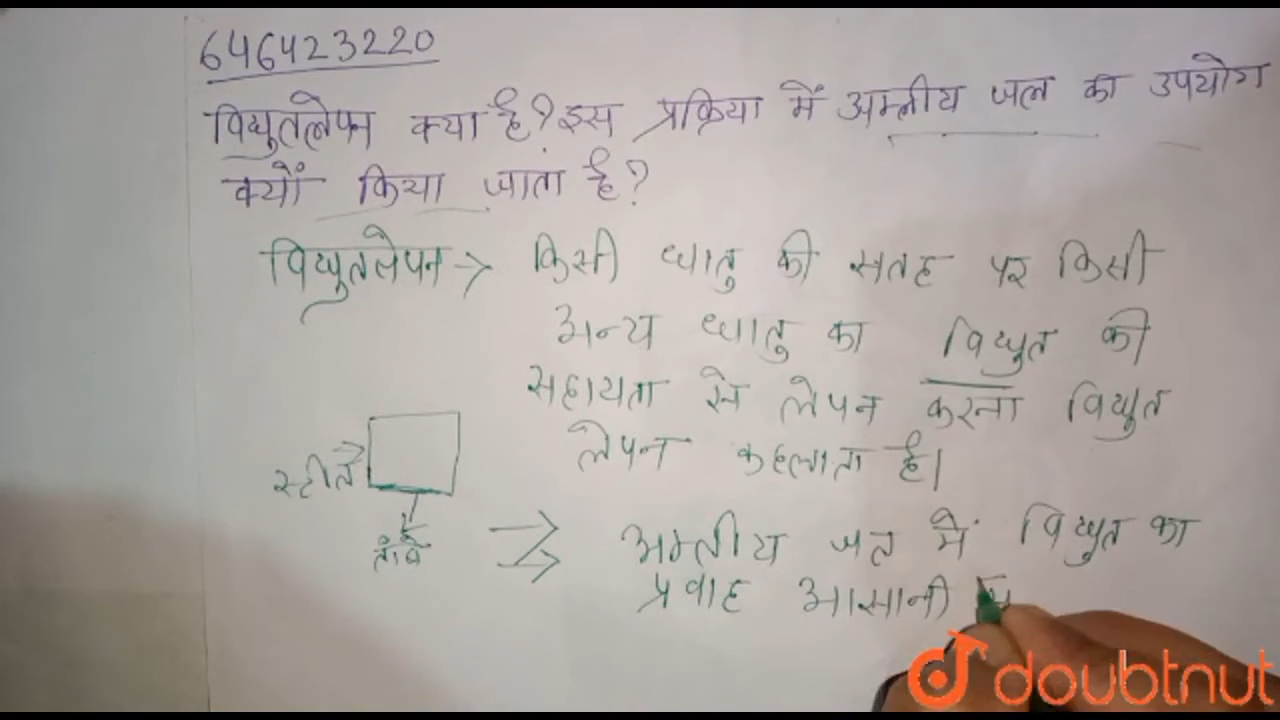 646423220
विद्युतलेपन क्या है? इस प्रक्रिया में अम्लीय जल का उपयोग
क्यों किया जाता है?
विद्युतलेपन → किसी धातु की सतह पर किसी
अन्य धातु का विद्युत की
सहायता से लेपन करना विद्युत
लेपन कहलाता है।
स्टील
तांबे
अम्लीय जल में विद्युत का
प्रवाह आसानी
doubtnut